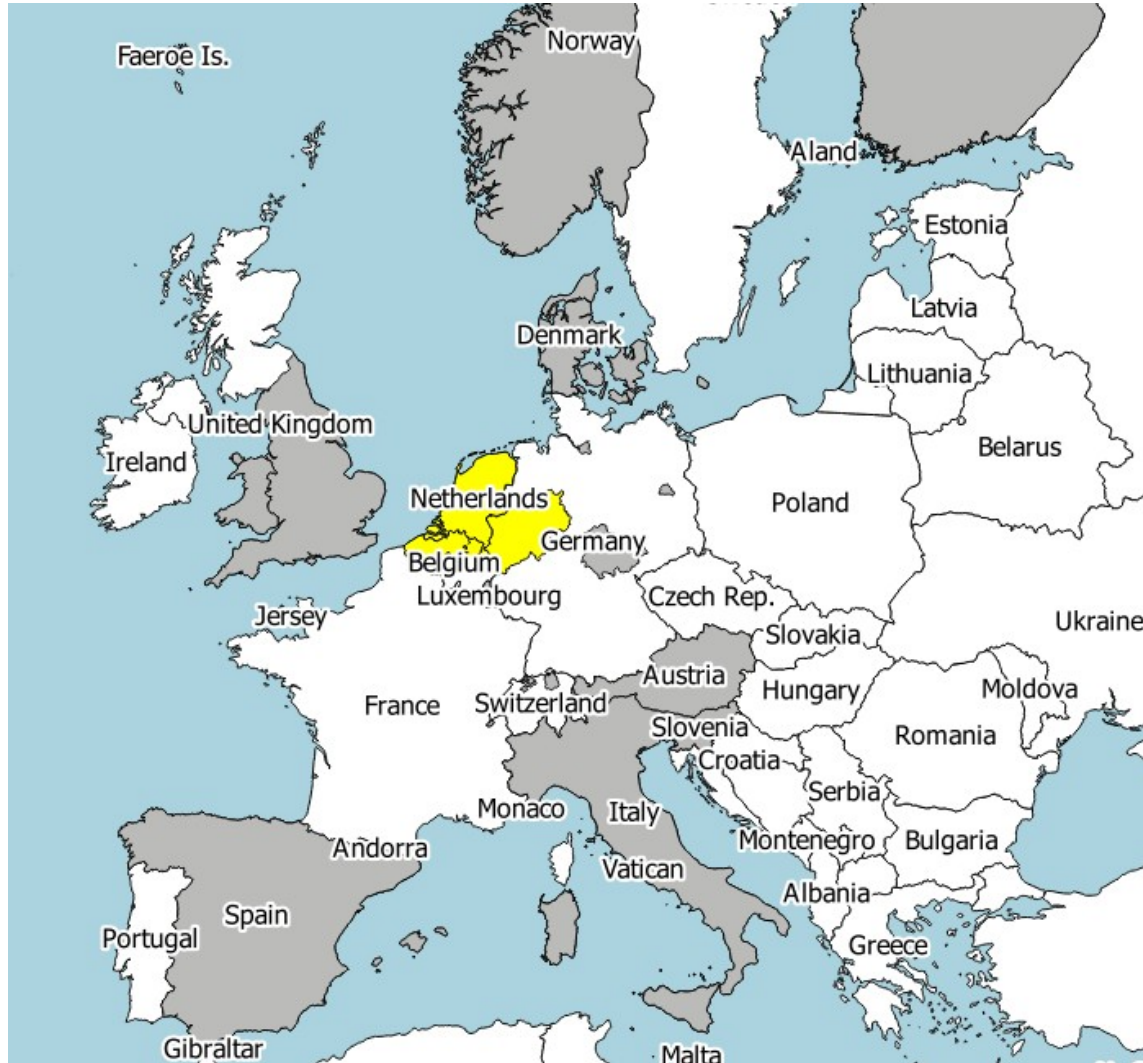 Norway
Faeroe Is.
Aland
Estonia
Latvia
Denmark
Lithuania
United Kingdom
Belarus
Ireland
Netherlands
Poland
Germany
Belgium
Luxembourg
Czech Rep.
Jersey
Ukraine
Slovakia
Austria
Hungary
Moldova
Switzerland
France
Slovenia
Romania
Croatia
Serbia
Monaco
Italy
Montenegro
Bulgaria
Andorra
Vatican
Albania
Spain
Portugal
Greece
Gibraltar
Malta